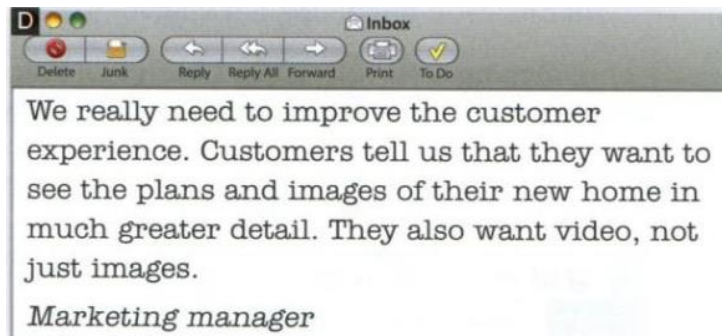 D
Inbox
Delete Junk Reply Reply All Forward Print To Do
We really need to improve the customer
experience. Customers tell us that they want to
see the plans and images of their new home in
much greater detail. They also want video, not
just images.
Marketing manager